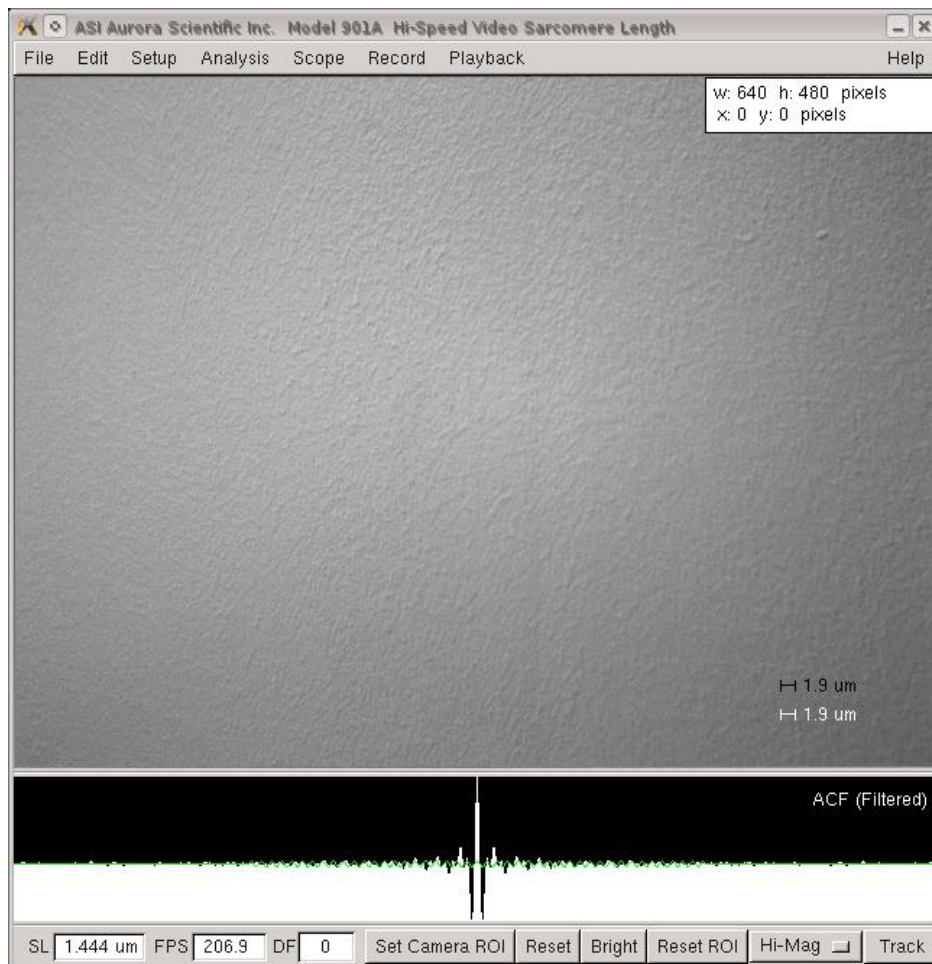 ASI Aurora Scientific Inc. Model 901A Hi-Speed Video Sarcomere Length
File Edit Setup Analysis Scope Record Playback Help
w: 640 h: 480 pixels
x: 0 y: 0 pixels
1.9 um
1.9 um
ACF (Filtered)
SL 1.444 um FPS 206.9 DF 0 Set Camera ROI Reset Bright Reset ROI Hi-Mag Track